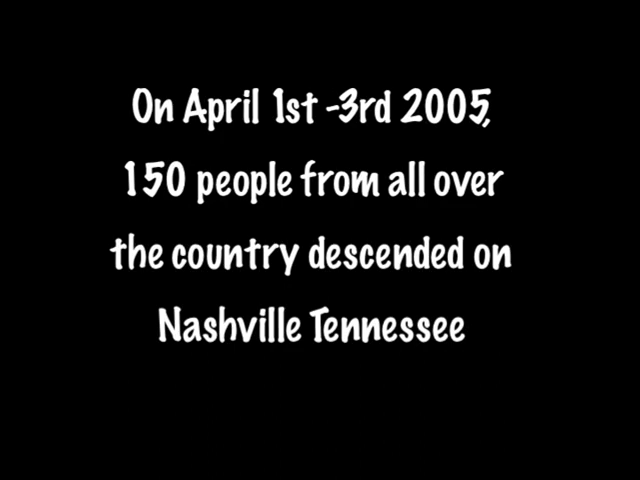 On April 1st -3rd 2005,
150 people from all over
the country descended on
Nashville Tennessee